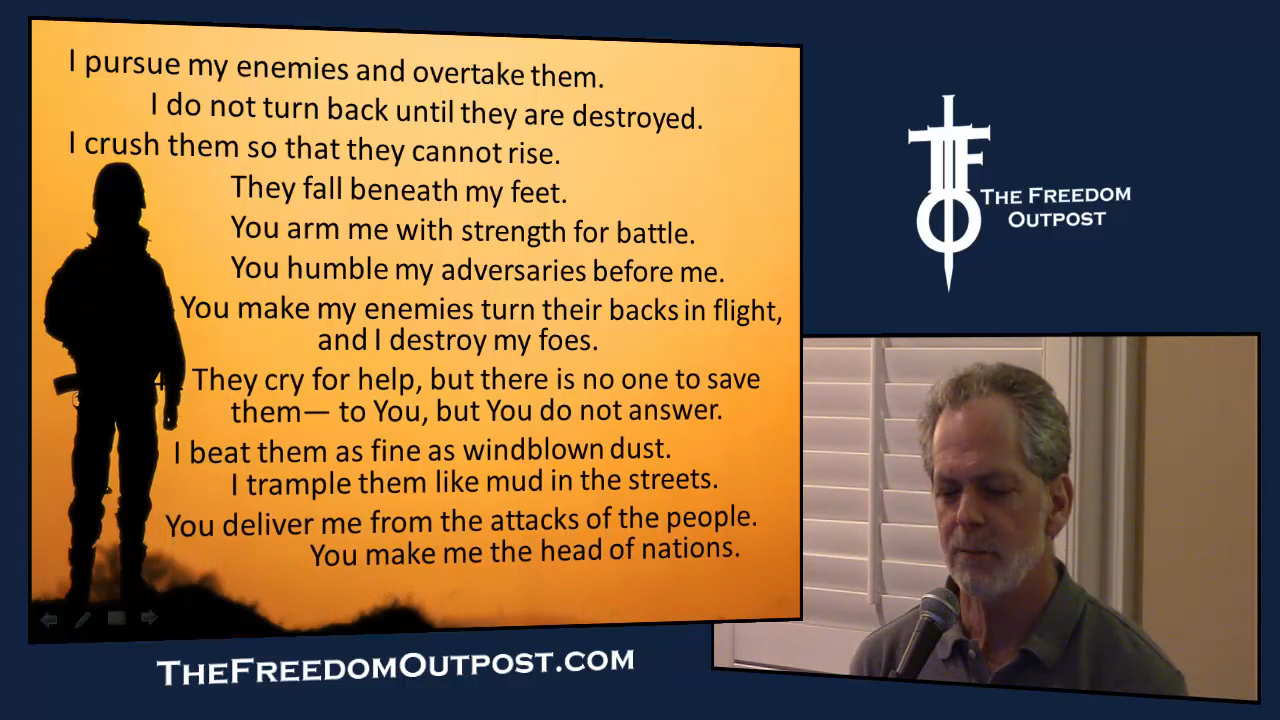 I pursue my enemies and overtake them.
I do not turn back until they are destroyed.
I crush them so that they cannot rise.
They fall beneath my feet.
You arm me with strength for battle.
You humble my adversaries before me.
You make my enemies turn their backs in flight,
and I destroy my foes.
They cry for help, but there is no one to save
them— to You, but You do not answer.
I beat them as fine as windblown dust.
I trample them like mud in the streets.
You deliver me from the attacks of the people.
You make me the head of nations.
TheFreedomOutpost.com
TFO
The Freedom
Outpost